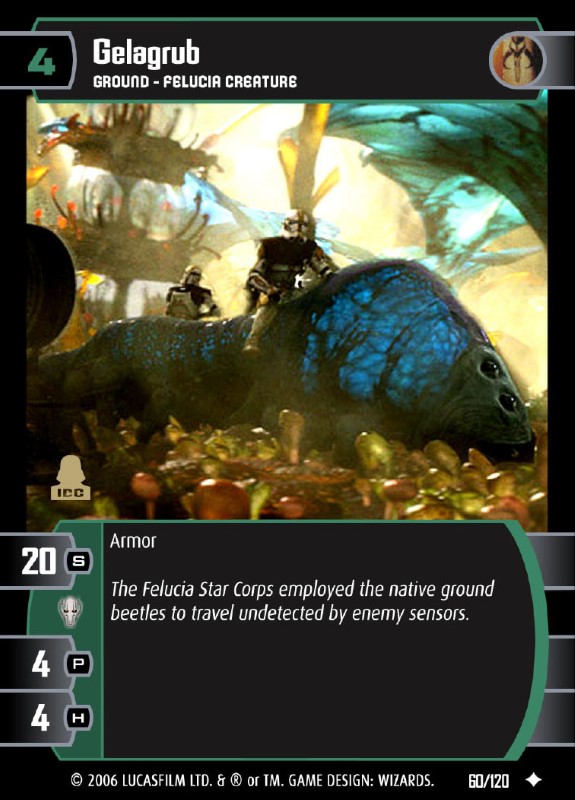 4
Gelagrub
GROUND - FELUCIA CREATURE
IDC
20 S
Armor
The Felucia Star Corps employed the native ground
beetles to travel undetected by enemy sensors.
4 P
4 H
© 2006 LUCASFILM LTD. & ® or TM. GAME DESIGN: WIZARDS. 60/120